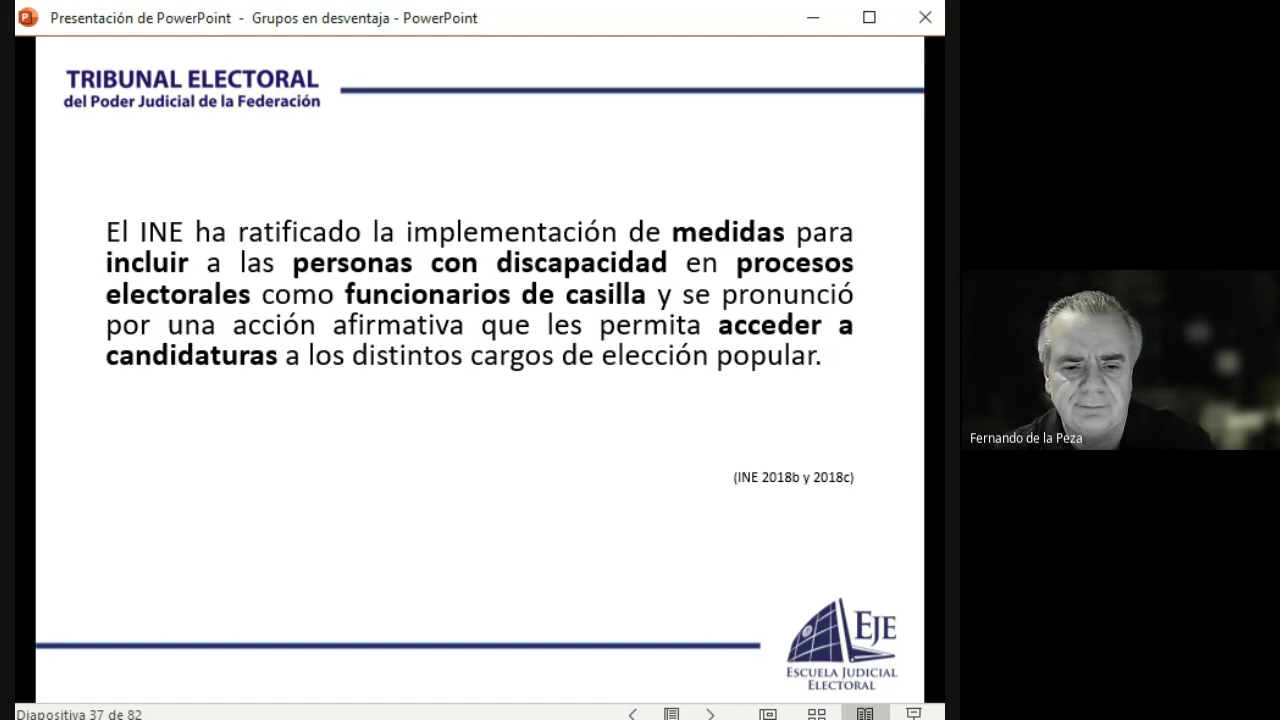 Presentación de PowerPoint - Grupos en desventaja - PowerPoint
TRIBUNAL ELECTORAL
del Poder Judicial de la Federación
El INE ha ratificado la implementación de medidas para
incluir a las personas con discapacidad en procesos
electorales como funcionarios de casilla y se pronunció
por una acción afirmativa que les permita acceder a
candidaturas a los distintos cargos de elección popular.
(INE 2018b y 2018c)
Fernando de la Peza
EJE
ESCUELA JUDICIAL
ELECTORAL
Diapositiva 37 de 82